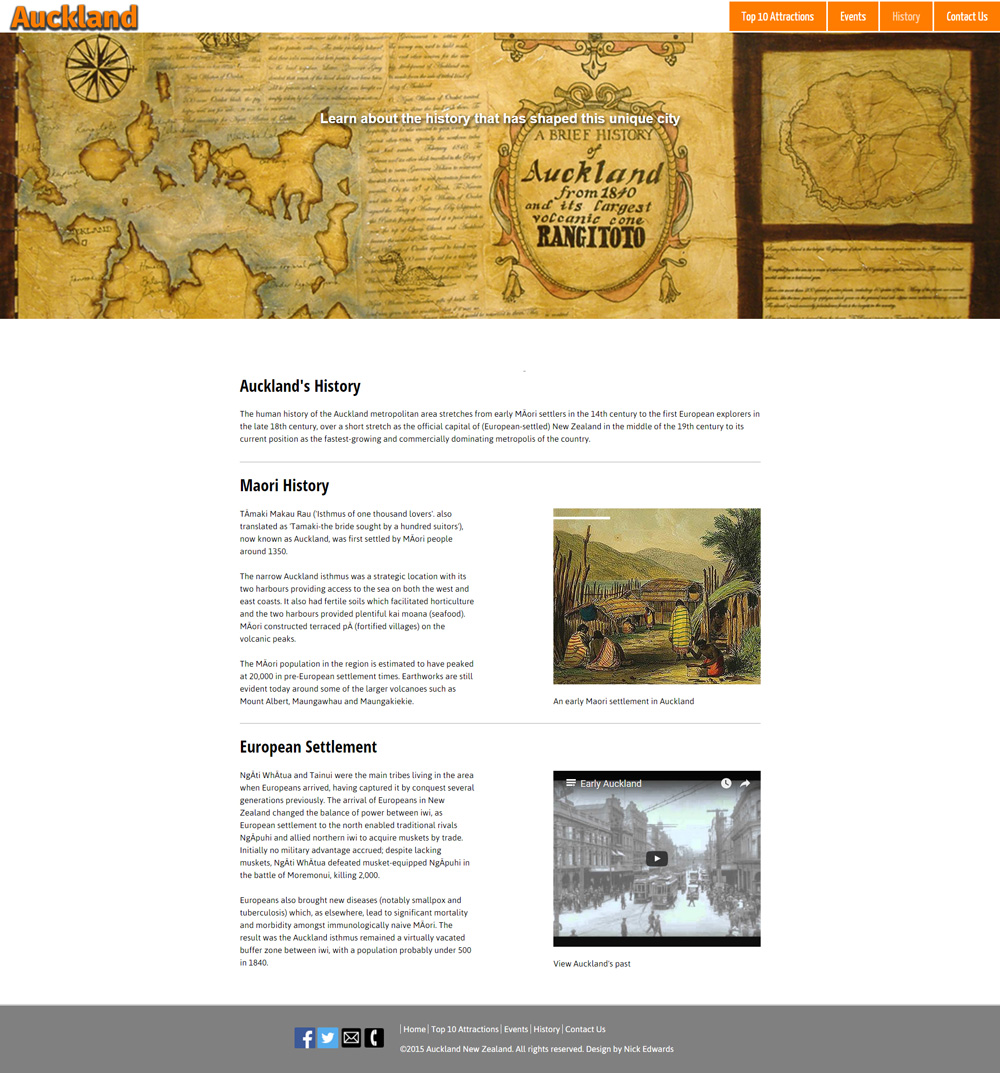 Auckland
Top 10 Attractions
Events
History
Contact Us
Learn about the history that has shaped this unique city
A BRIEF HISTORY
of
Auckland
from 1840
and its largest
volcanic cone
RANGITOTO
Auckland's History
The human history of the Auckland metropolitan area stretches from early MÄori settlers in the 14th century to the first European explorers in
the late 18th century, over a short stretch as the official capital of (European-settled) New Zealand in the middle of the 19th century to its
current position as the fastest-growing and commercially dominating metropolis of the country.
Maori History
TÄmaki Makau Rau ('Isthmus of one thousand lovers'. also
translated as 'Tamaki-the bride sought by a hundred suitors'),
now known as Auckland, was first settled by MÄori people
around 1350.
The narrow Auckland isthmus was a strategic location with its
two harbours providing access to the sea on both the west and
east coasts. It also had fertile soils which facilitated horticulture
and the two harbours provided plentiful kai moana (seafood).
MÄori constructed terraced pÄ (fortified villages) on the
volcanic peaks.
The MÄori population in the region is estimated to have peaked
at 20,000 in pre-European settlement times. Earthworks are still
evident today around some of the larger volcanoes such as
Mount Albert, Maungawhau and Maungakiekie.
An early Maori settlement in Auckland
European Settlement
NgÄti WhÄtua and Tainui were the main tribes living in the area
when Europeans arrived, having captured it by conquest several
generations previously. The arrival of Europeans in New
Zealand changed the balance of power between iwi, as
European settlement to the north enabled traditional rivals
NgÄpuhi and allied northern iwi to acquire muskets by trade.
Initially no military advantage accrued; despite lacking
muskets, NgÄti WhÄtua defeated musket-equipped NgÄpuhi in
the battle of Moremonui, killing 2,000.
Europeans also brought new diseases (notably smallpox and
tuberculosis) which, as elsewhere, lead to significant mortality
and morbidity amongst immunologically naive MÄori. The
result was the Auckland isthmus remained a virtually vacated
buffer zone between iwi, with a population probably under 500
in 1840.
Early Auckland
View Auckland's past
| Home | Top 10 Attractions | Events | History | Contact Us
©2015 Auckland New Zealand. All rights reserved. Design by Nick Edwards